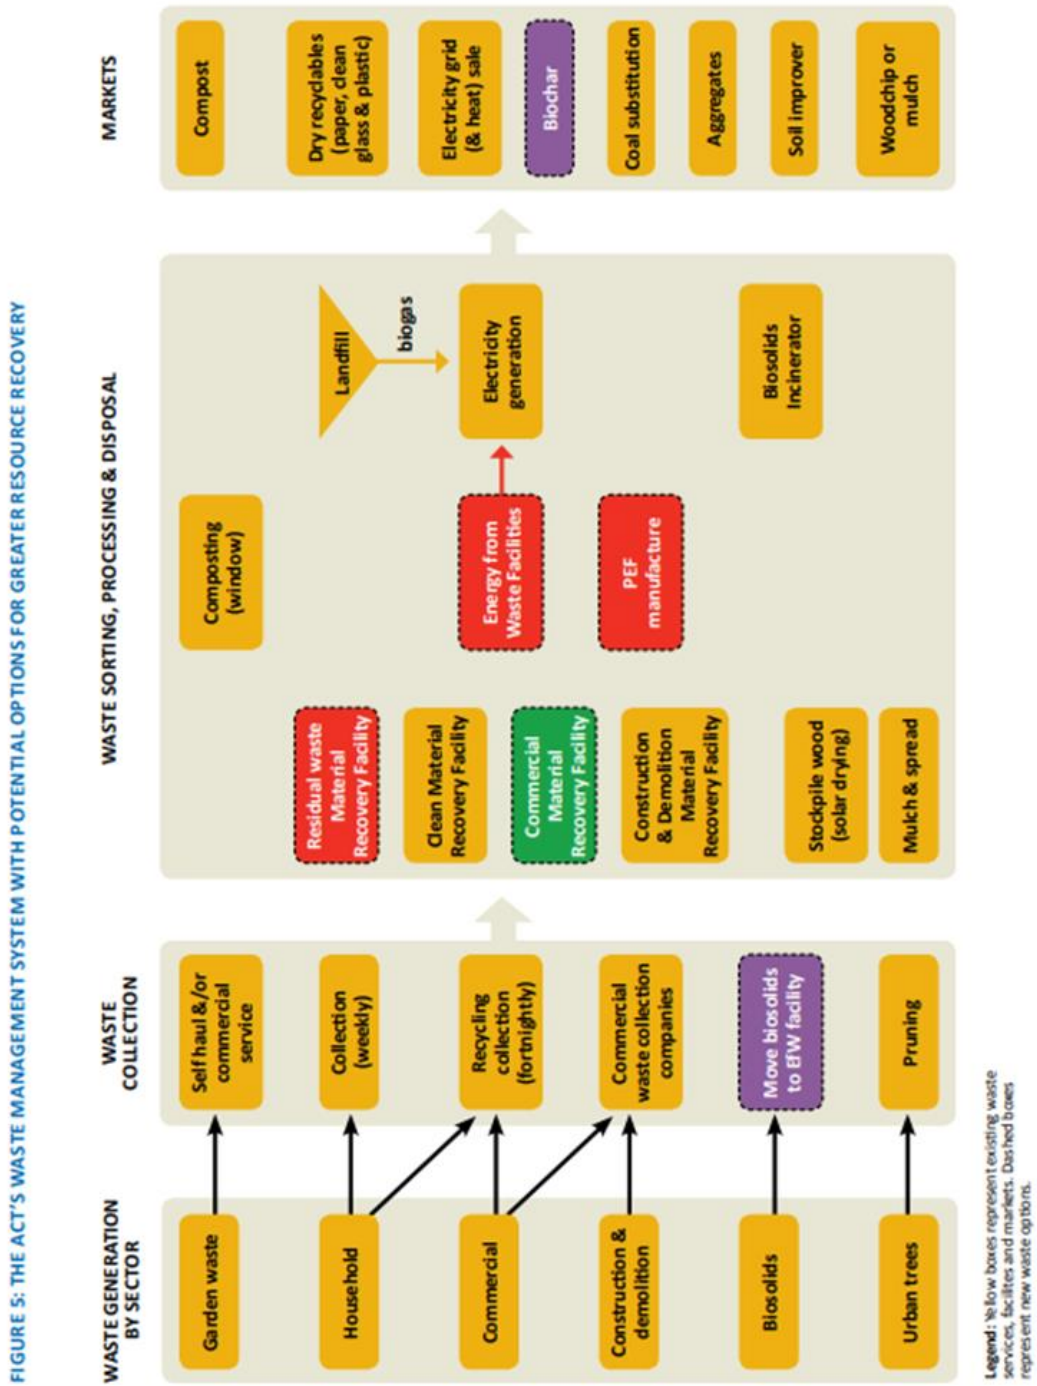 FIGURE 5: THE ACT'S WASTE MANAGEMENT SYSTEM WITH POTENTIAL OPTIONS FOR GREATER RESOURCE RECOVERY
WASTE GENERATION
BY SECTOR
Garden waste
Household
Commercial
Construction &
demolition
Biosolids
Urban trees
WASTE
COLLECTION
Self haul &/or
commercial
service
Collection
(weekly)
Recycling
collection
(fortnightly)
Commercial
waste collection
companies
Move biosolids
to EfW facility
Pruning
WASTE SORTING, PROCESSING & DISPOSAL
Residual waste
Material
Recovery Facility
Clean Material
Recovery Facility
Commercial
Material
Recovery Facility
Construction
& Demolition
Material
Recovery Facility
Stockpile wood
(solar drying)
Mulch & spread
Composting
(window)
Energy from
Waste Facilities
PEF
manufacture
Landfill
biogas
Electricity
generation
Biosolids
Incinerator
MARKETS
Compost
Dry recyclables
(paper, clean
glass & plastic)
Electricity grid
(& heat) sale
Biochar
Coal substitution
Aggregates
Soil improver
Woodchip or
mulch
Legend: Yellow boxes represent existing waste
services, facilites and markets. Dashed boxes
represent new waste options.